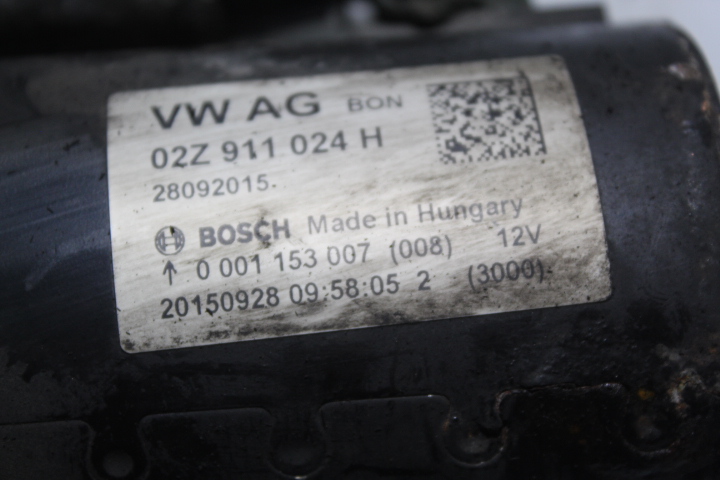 VW AG BON
02Z 911 024 H
28092015.
BOSCH Made in Hungary
0 001 153 007 (008) 12V
20150928 09:58:05 2 (3000)